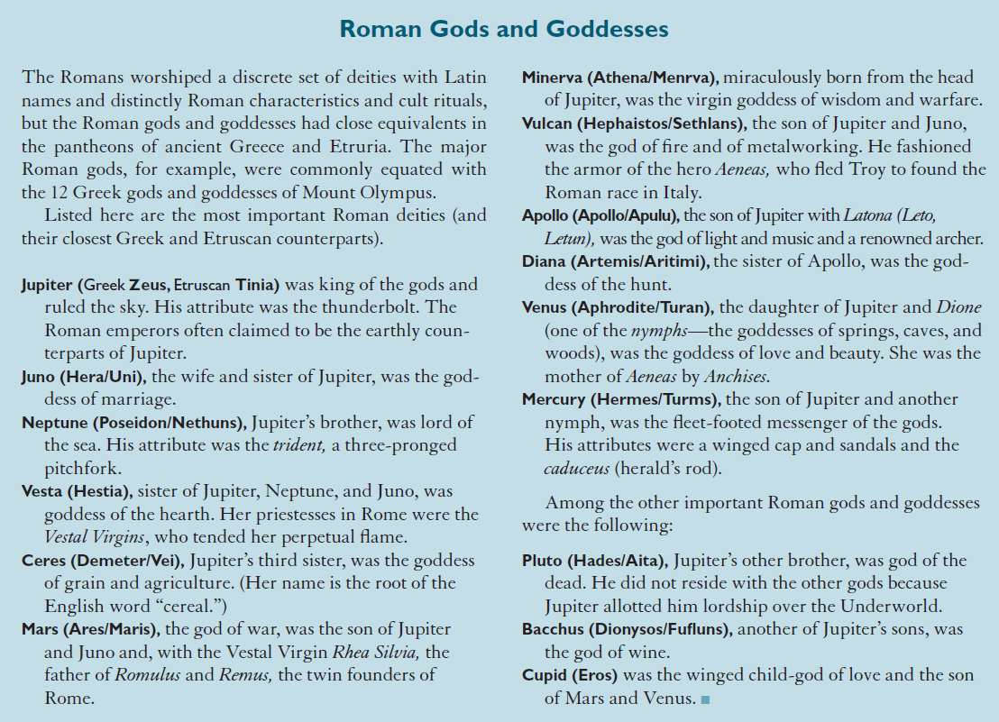 Roman Gods and Goddesses
The Romans worshiped a discrete set of deities with Latin
names and distinctly Roman characteristics and cult rituals,
but the Roman gods and goddesses had close equivalents in
the pantheons of ancient Greece and Etruria. The major
Roman gods, for example, were commonly equated with
the 12 Greek gods and goddesses of Mount Olympus.
Listed here are the most important Roman deities (and
their closest Greek and Etruscan counterparts).
Jupiter (Greek Zeus, Etruscan Tinia) was king of the gods and
ruled the sky. His attribute was the thunderbolt. The
Roman emperors often claimed to be the earthly coun-
terparts of Jupiter.
Juno (Hera/Uni), the wife and sister of Jupiter, was the god-
dess of marriage.
Neptune (Poseidon/Nethuns), Jupiter's brother, was lord of
the sea. His attribute was the trident, a three-pronged
pitchfork.
Vesta (Hestia), sister of Jupiter, Neptune, and Juno, was
goddess of the hearth. Her priestesses in Rome were the
Vestal Virgins, who tended her perpetual flame.
Ceres (Demeter/Vei), Jupiter's third sister, was the goddess
of grain and agriculture. (Her name is the root of the
English word “cereal.”)
Mars (Ares/Maris), the god of war, was the son of Jupiter
and Juno and, with the Vestal Virgin Rhea Silvia, the
father of Romulus and Remus, the twin founders of
Rome.
Minerva (Athena/Menrva), miraculously born from the head
of Jupiter, was the virgin goddess of wisdom and warfare.
Vulcan (Hephaistos/Sethlans), the son of Jupiter and Juno,
was the god of fire and of metalworking. He fashioned
the armor of the hero Aeneas, who fled Troy to found the
Roman race in Italy.
Apollo (Apollo/Apulu), the son of Jupiter with Latona (Leto,
Letun), was the god of light and music and a renowned archer.
Diana (Artemis/Aritimi), the sister of Apollo, was the god-
dess of the hunt.
Venus (Aphrodite/Turan), the daughter of Jupiter and Dione
(one of the nymphs—the goddesses of springs, caves, and
woods), was the goddess of love and beauty. She was the
mother of Aeneas by Anchises.
Mercury (Hermes/Turms), the son of Jupiter and another
nymph, was the fleet-footed messenger of the gods.
His attributes were a winged cap and sandals and the
caduceus (herald's rod).
Among the other important Roman gods and goddesses
were the following:
Pluto (Hades/Aita), Jupiter's other brother, was god of the
dead. He did not reside with the other gods because
Jupiter allotted him lordship over the Underworld.
Bacchus (Dionysos/Fufluns), another of Jupiter's sons, was
the god of wine.
Cupid (Eros) was the winged child-god of love and the son
of Mars and Venus. ■